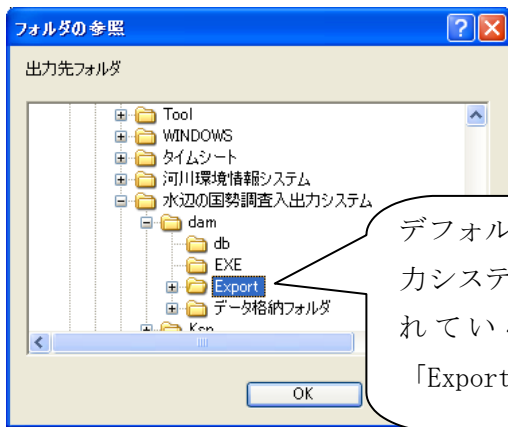 フォルダの参照
出力先フォルダ
Tool
WINDOWS
タイムシート
河川環境情報システム
水辺の国勢調査入出力システム
dam
db
EXE
Export
データ格納フォルダ
Ksn
OK
デフォル
力システ
れてい
「Export